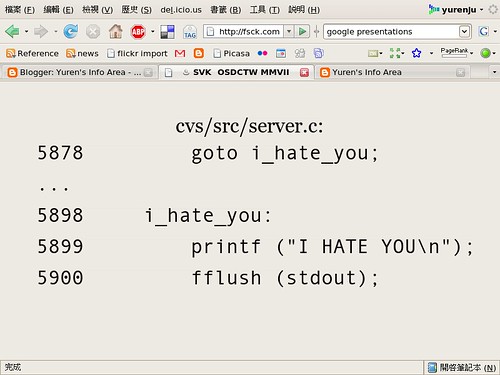 檔案 (F) 編輯 (E) 檢視 (V) 歷史 (S) del.icio.us 書籤 (B) 工具 (T) 說明 (H) yurenju
TAG ABP http://fsck.com google presentations
Reference news flickr import Picasa PageRank
Blogger: Yuren's Info Area - ... SVK OSDCTW MMVII Yuren's Info Area
cvs/src/server.c:
5878 goto i_hate_you;
...
5898 i_hate_you:
5899 printf ("I HATE YOU\n");
5900 fflush (stdout);
完成 開啟筆記本 (N)